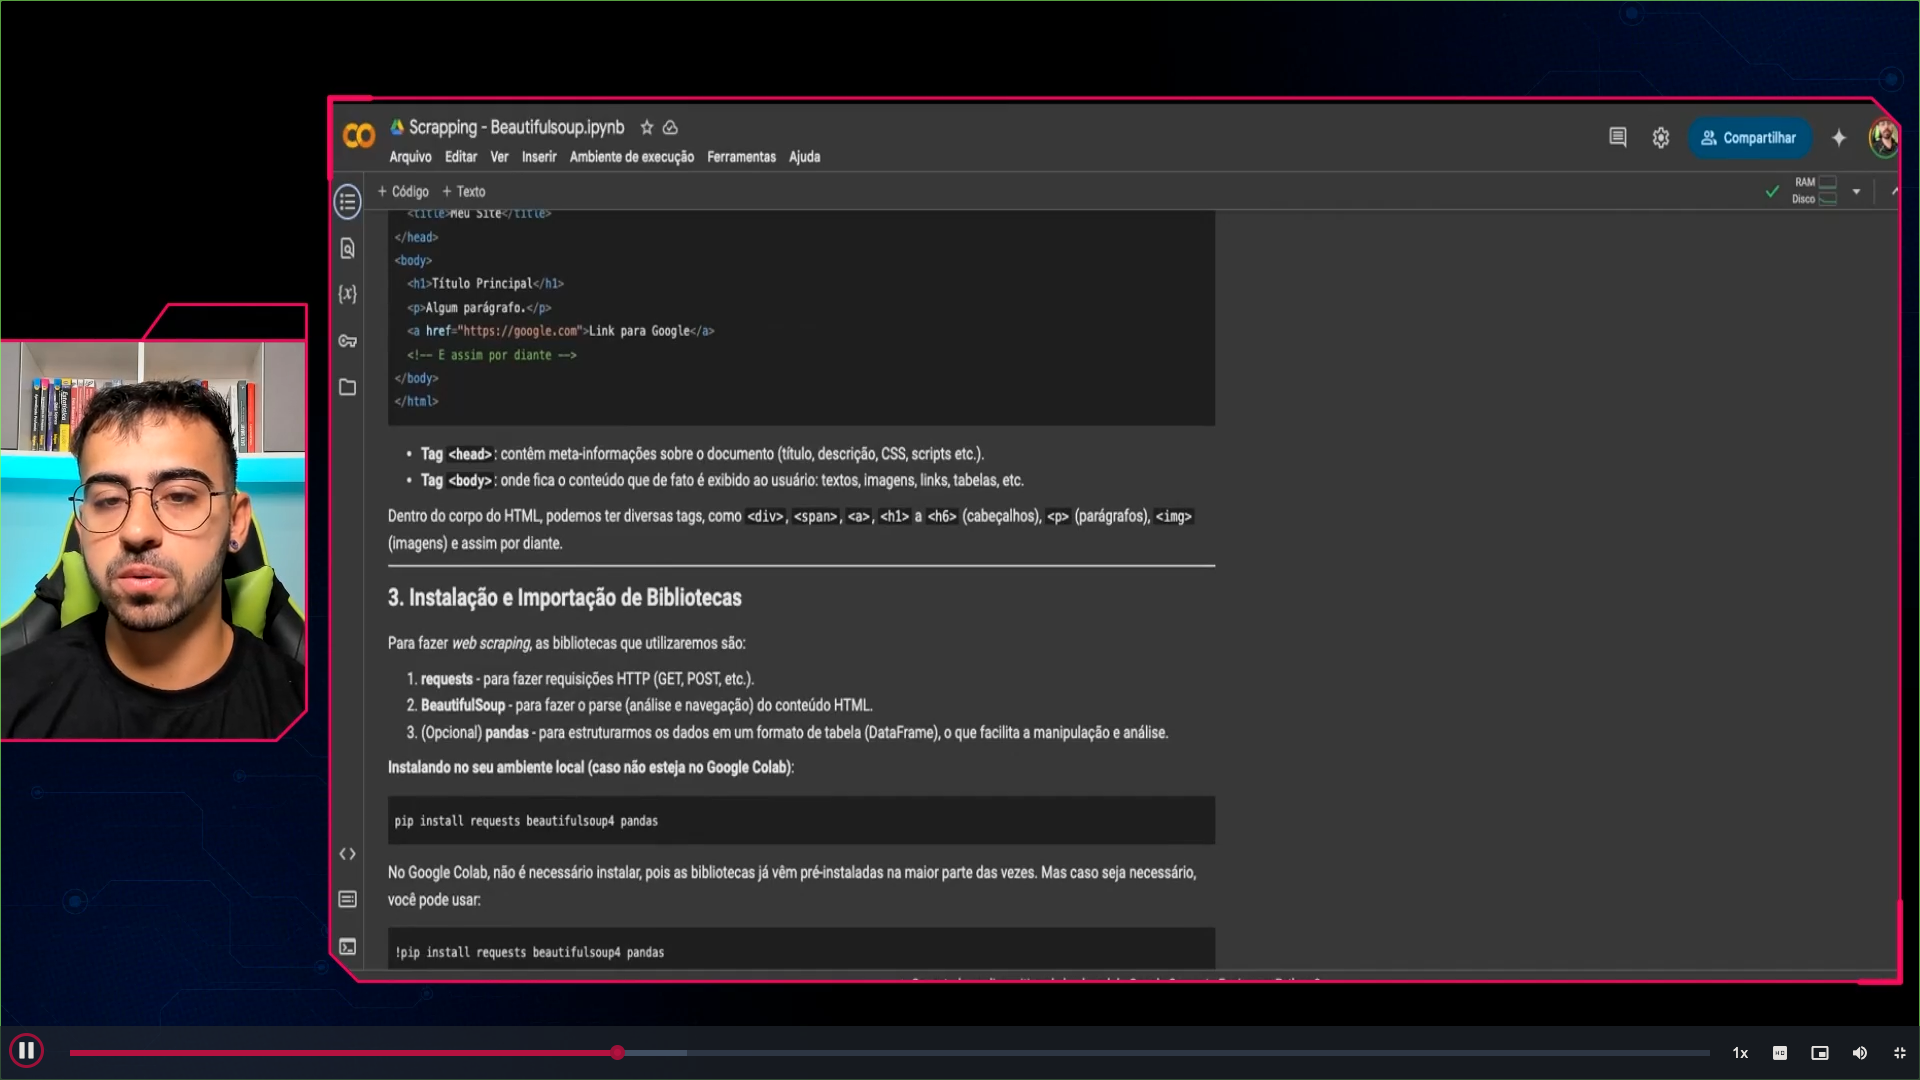 Scrapping - Beautifulsoup.ipynb
Arquivo Editar Ver Inserir Ambiente de execução Ferramentas Ajuda
Compartilhar
+ Código + Texto
RAM
Disco
<title>Meu Site</title>
</head>
<body>
<h1>Título Principal</h1>
<p>Algum parágrafo.</p>
<a href="https://google.com">Link para Google</a>
<!-- E assim por diante -->
</body>
</html>
• Tag <head>: contêm meta-informações sobre o documento (título, descrição, CSS, scripts etc.).
• Tag <body>: onde fica o conteúdo que de fato é exibido ao usuário: textos, imagens, links, tabelas, etc.
Dentro do corpo do HTML, podemos ter diversas tags, como <div>, <span>, <a>, <h1> a <h6> (cabeçalhos), <p> (parágrafos), <img>
(imagens) e assim por diante.
3. Instalação e Importação de Bibliotecas
Para fazer web scraping, as bibliotecas que utilizaremos são:
1. requests - para fazer requisições HTTP (GET, POST, etc.).
2. BeautifulSoup - para fazer o parse (análise e navegação) do conteúdo HTML.
3. (Opcional) pandas - para estruturarmos os dados em um formato de tabela (DataFrame), o que facilita a manipulação e análise.
Instalando no seu ambiente local (caso não esteja no Google Colab):
pip install requests beautifulsoup4 pandas
No Google Colab, não é necessário instalar, pois as bibliotecas já vêm pré-instaladas na maior parte das vezes. Mas caso seja necessário,
você pode usar:
!pip install requests beautifulsoup4 pandas
1x
HD